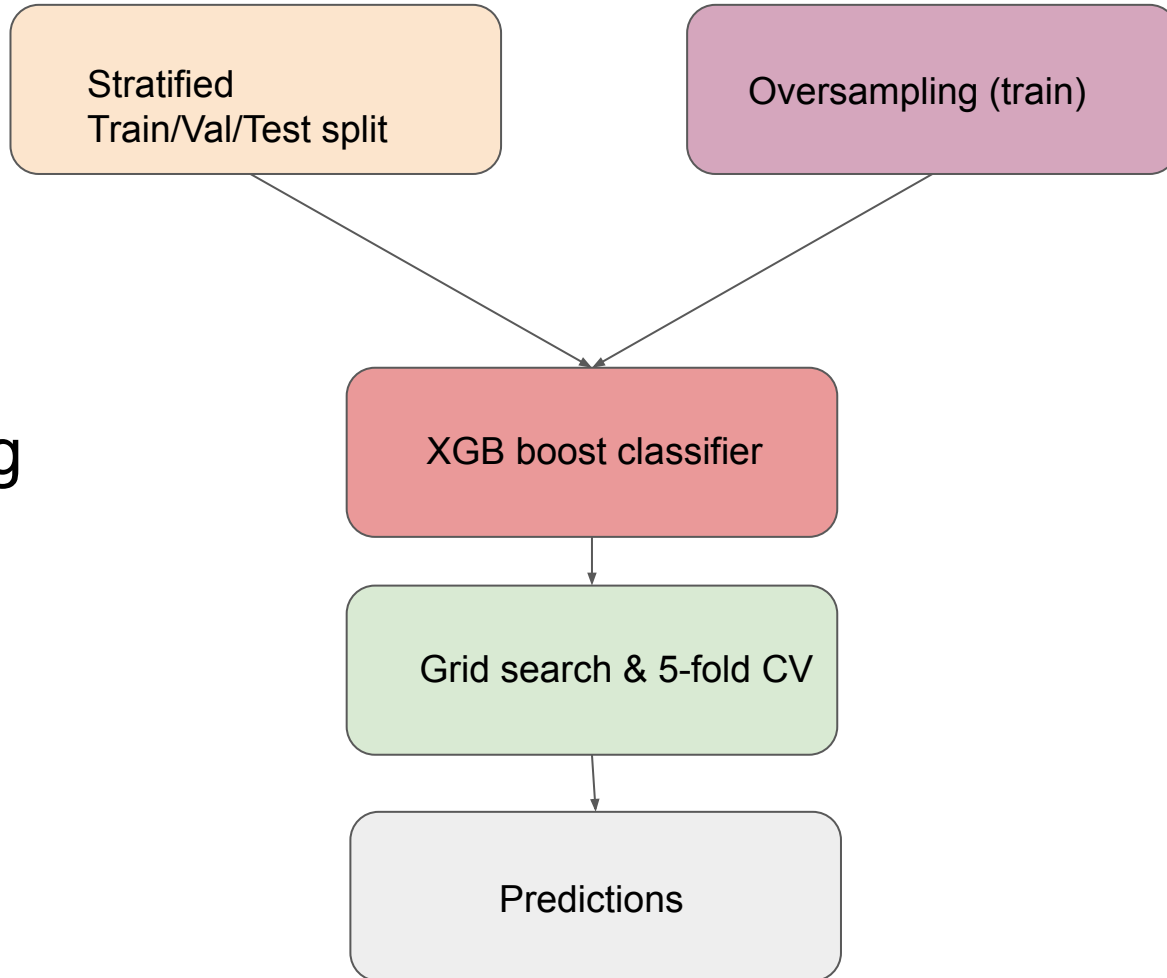 Stratified
Train/Val/Test split
Oversampling (train)
g
XGB boost classifier
Grid search & 5-fold CV
Predictions